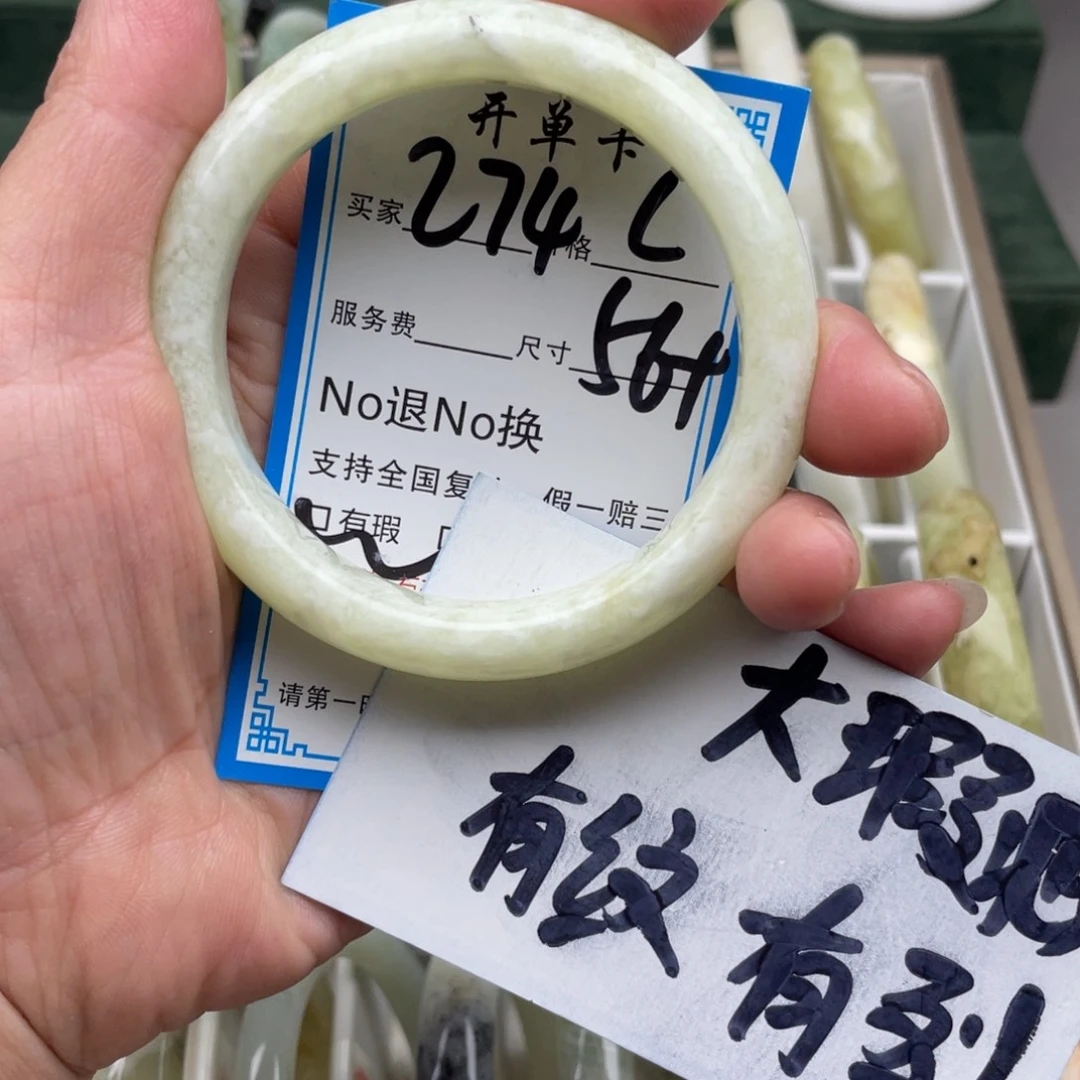 开单卡
买家 274 价格 L
服务费 尺寸 56+
No退No换
支持全国复 假一赔三
口有瑕
请第一时
大瑕疵
有纹
有裂